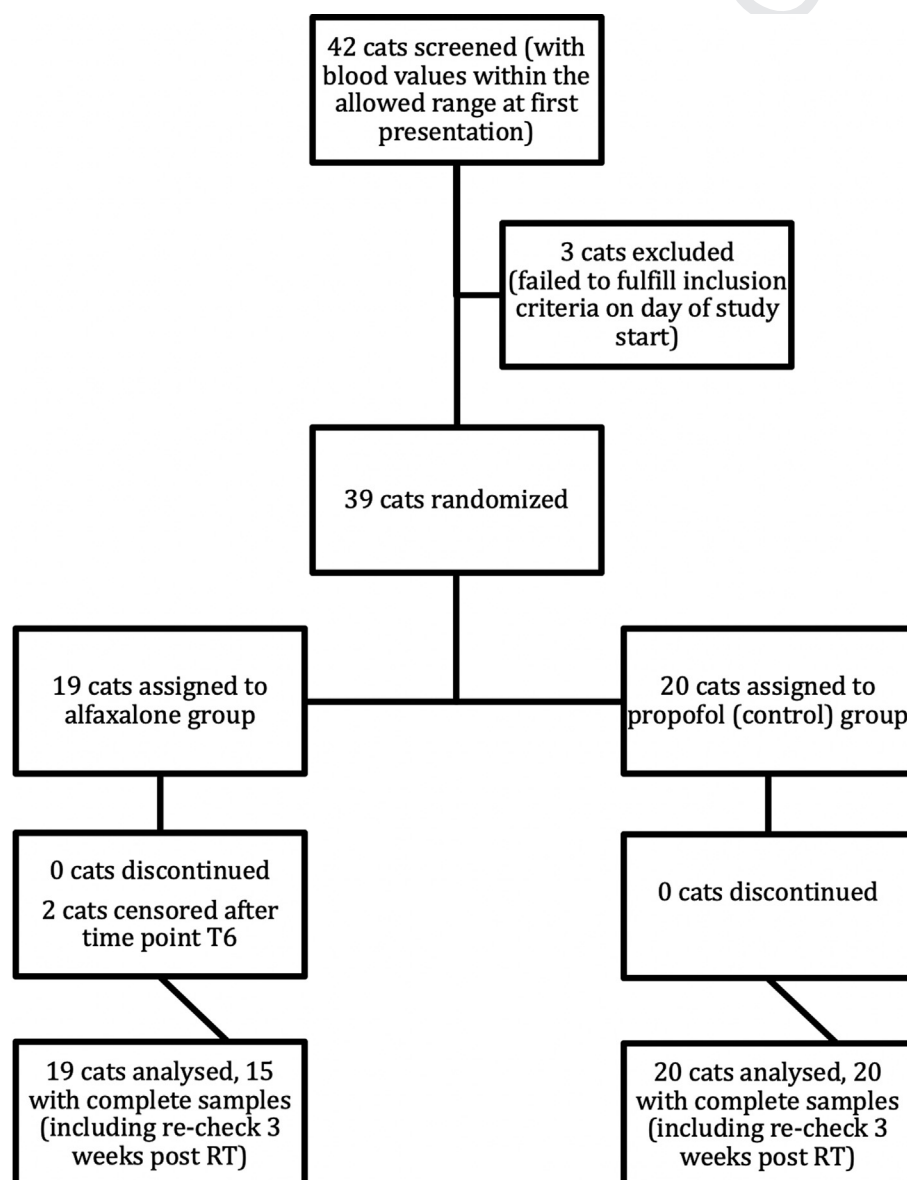 42 cats screened (with
blood values within the
allowed range at first
presentation)
3 cats excluded
(failed to fulfill inclusion
criteria on day of study
start)
39 cats randomized
19 cats assigned to
alfaxalone group
20 cats assigned to
propofol (control) group
0 cats discontinued
2 cats censored after
time point T6
0 cats discontinued
19 cats analysed, 15
with complete samples
(including re-check 3
weeks post RT)
20 cats analysed, 20
with complete samples
(including re-check 3
weeks post RT)